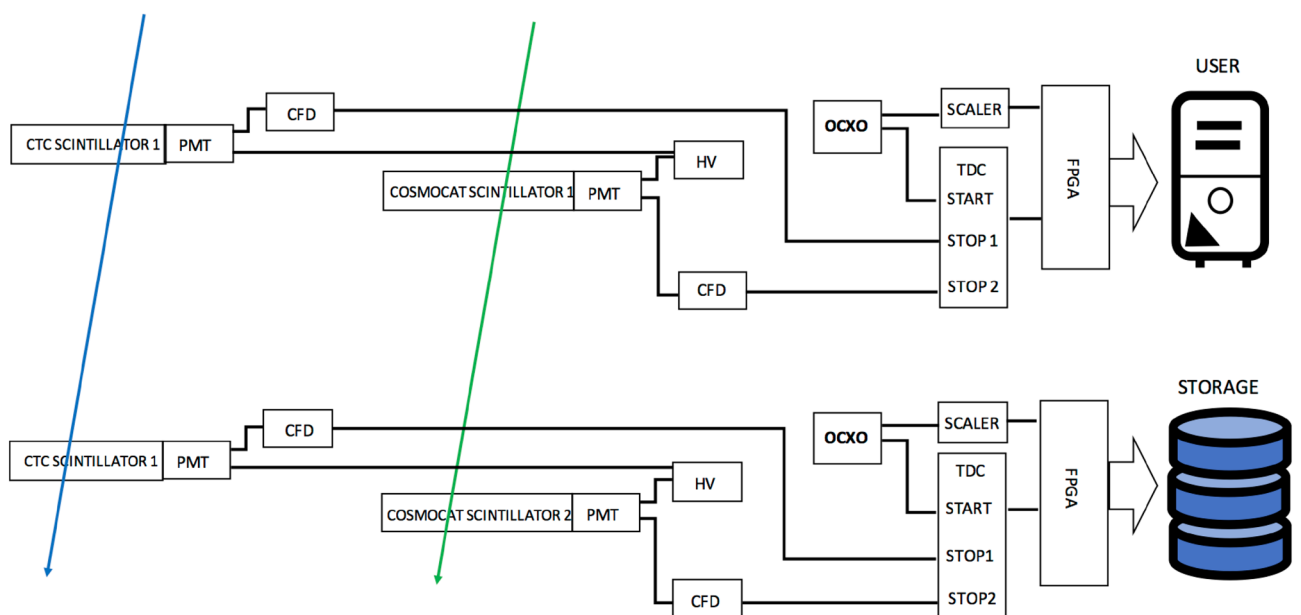 USER
CFD
OCXO
SCALER
CTC SCINTILLATOR 1
PMT
HV
FPGA
TDC
COSMOCAT SCINTILLATOR 1
PMT
START
STOP 1
CFD
STOP 2
STORAGE
CFD
OCXO
SCALER
CTC SCINTILLATOR 1
PMT
HV
FPGA
TDC
COSMOCAT SCINTILLATOR 2
PMT
START
STOP1
CFD
STOP2